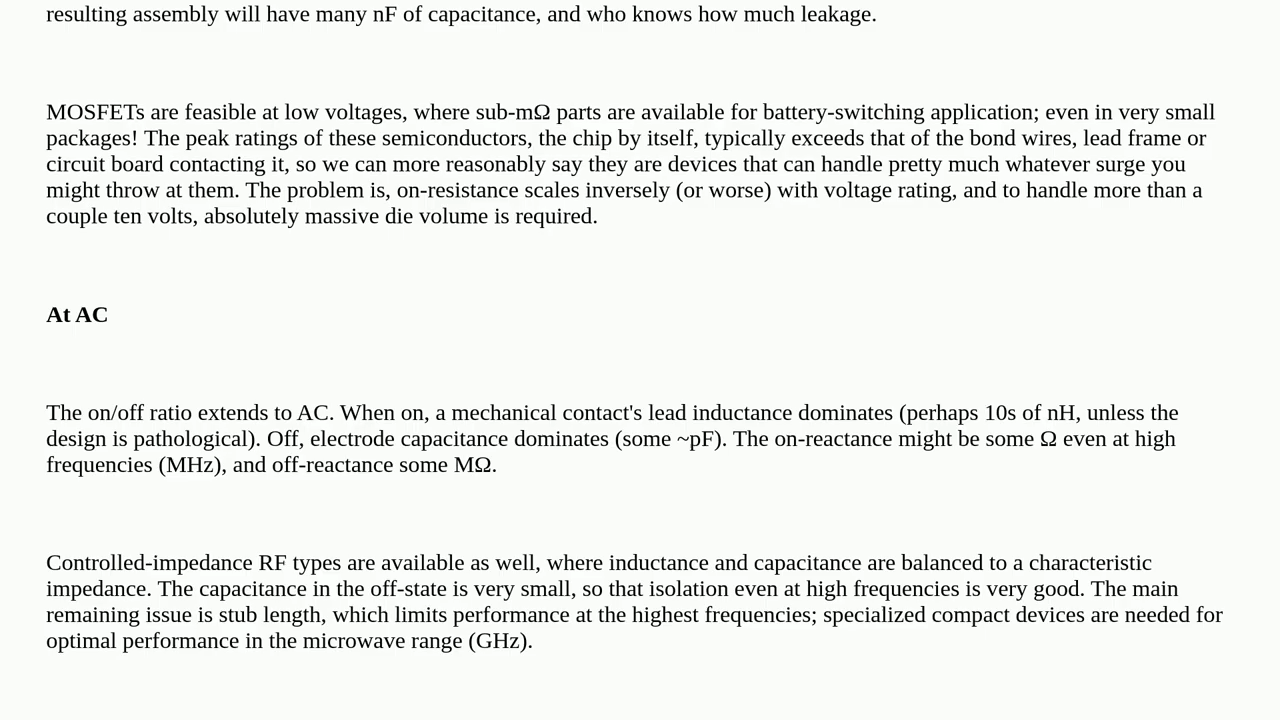 resulting assembly will have many nF of capacitance, and who knows how much leakage.
MOSFETs are feasible at low voltages, where sub-mΩ parts are available for battery-switching application; even in very small
packages! The peak ratings of these semiconductors, the chip by itself, typically exceeds that of the bond wires, lead frame or
circuit board contacting it, so we can more reasonably say they are devices that can handle pretty much whatever surge you
might throw at them. The problem is, on-resistance scales inversely (or worse) with voltage rating, and to handle more than a
couple ten volts, absolutely massive die volume is required.
At AC
The on/off ratio extends to AC. When on, a mechanical contact's lead inductance dominates (perhaps 10s of nH, unless the
design is pathological). Off, electrode capacitance dominates (some ~pF). The on-reactance might be some Ω even at high
frequencies (MHz), and off-reactance some MΩ.
Controlled-impedance RF types are available as well, where inductance and capacitance are balanced to a characteristic
impedance. The capacitance in the off-state is very small, so that isolation even at high frequencies is very good. The main
remaining issue is stub length, which limits performance at the highest frequencies; specialized compact devices are needed for
optimal performance in the microwave range (GHz).